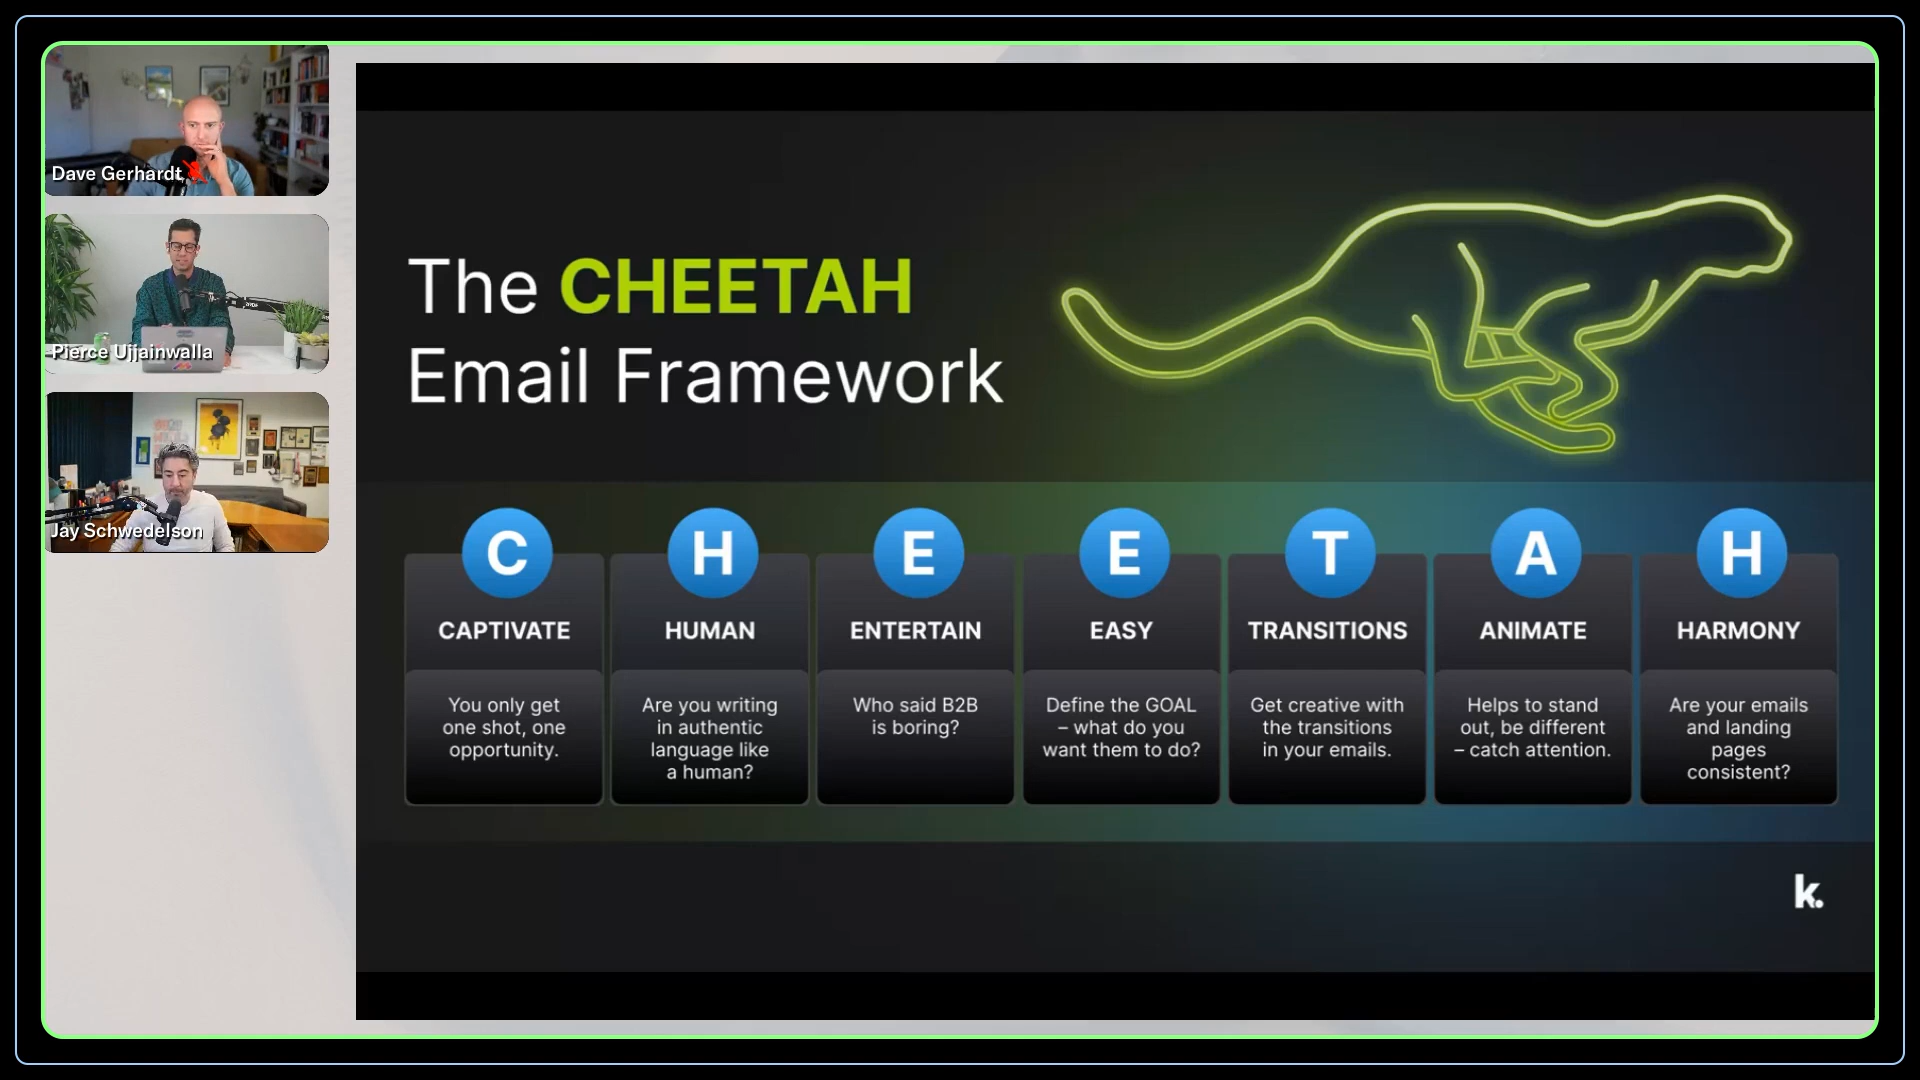 Dave Gerhardt
Pierce Ujjainwalla
Jay Schwedelson
The CHEETAH
Email Framework
C
CAPTIVATE
You only get
one shot, one
opportunity.
H
HUMAN
Are you writing
in authentic
language like
a human?
E
ENTERTAIN
Who said B2B
is boring?
E
EASY
Define the GOAL
– what do you
want them to do?
T
TRANSITIONS
Get creative with
the transitions
in your emails.
A
ANIMATE
Helps to stand
out, be different
– catch attention.
H
HARMONY
Are your emails
and landing
pages
consistent?
k.